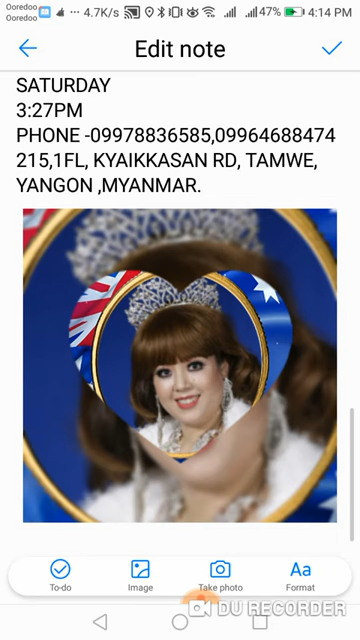 Ooredoo
Ooredoo
4.7K/s
47%
4:14 PM
Edit note
SATURDAY
3:27PM
PHONE -09978836585,09964688474
215,1FL, KYAIKKASAN RD, TAMWE,
YANGON ,MYANMAR.
To-do
Image
Take photo
Aa
Format
DU RECORDER